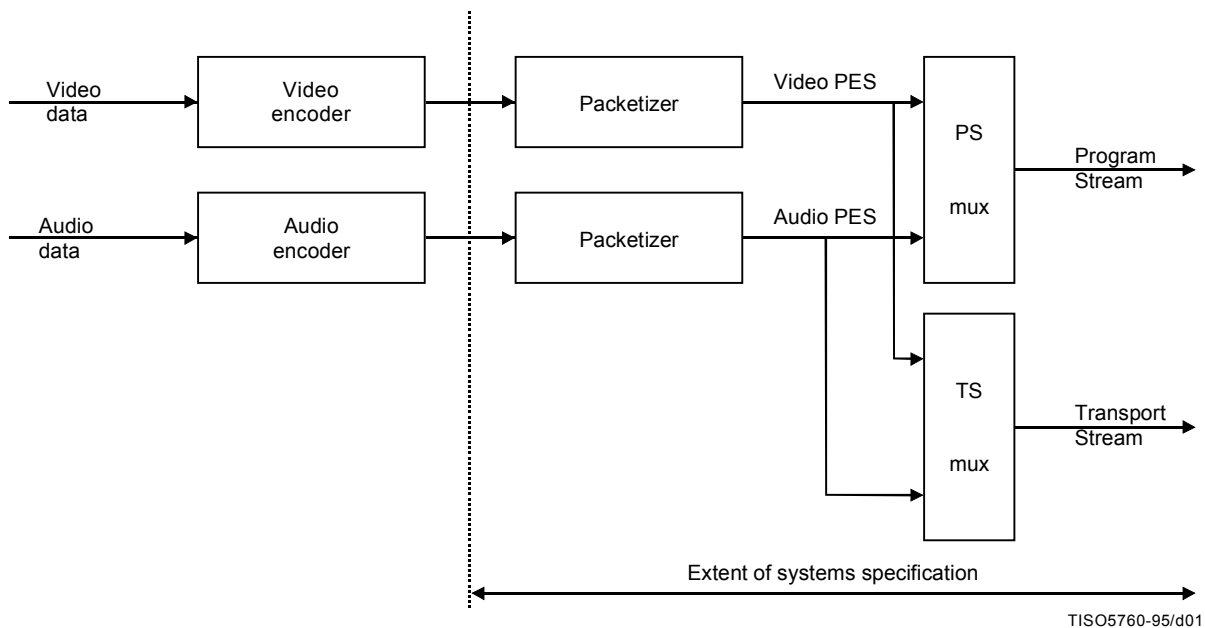 Video
data
Video
encoder
Packetizer
Video PES
PS
mux
Program
Stream
Audio
data
Audio
encoder
Packetizer
Audio PES
TS
mux
Transport
Stream
Extent of systems specification
TISO5760-95/d01